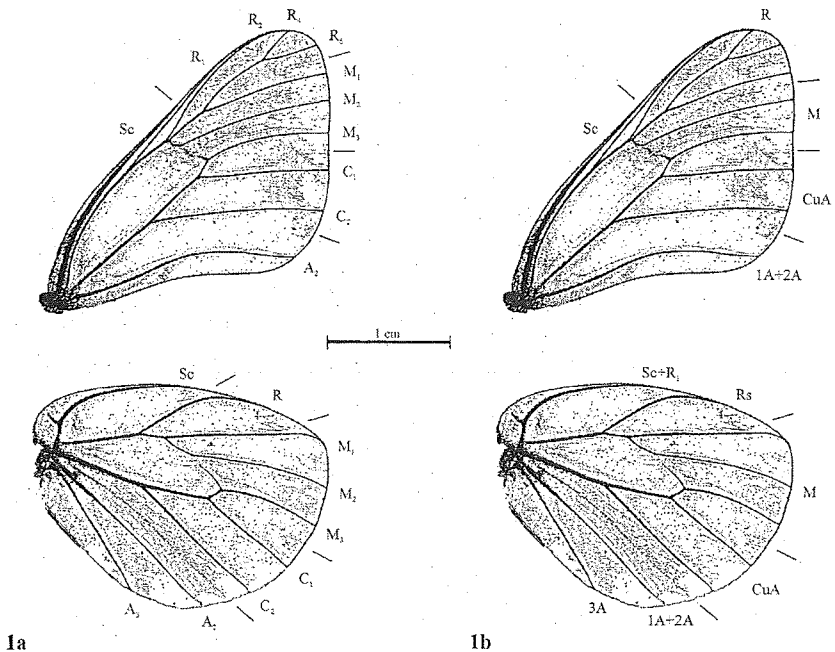 R₁ R₂ R₄ R₅
M₁
M₂
M₃
Sc
C₁
C₂
A₂
R
Sc
M
CuA
1A+2A
1 cm
Sc
R
M₁
M₂
M₃
C₁
C₂
A₂
A₃
1a
Sc+R₁
Rs
M
CuA
1A+2A
3A
1b